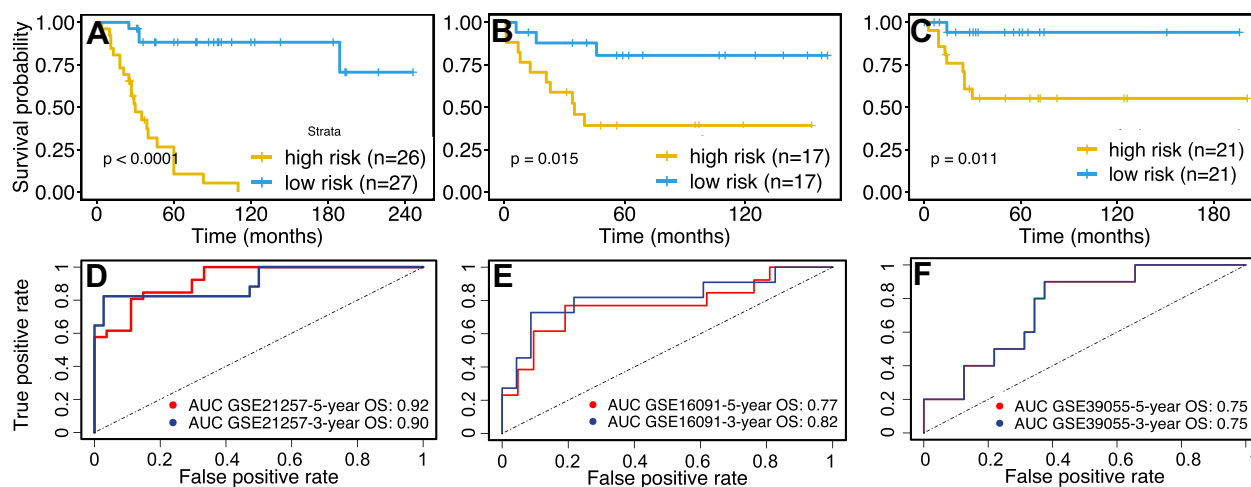 A
B
C
Survival probability
1.00
0.75
0.50
0.25
0.00
Strata
p < 0.0001
high risk (n=26)
low risk (n=27)
0 60 120 180 240
Time (months)
1.00
0.75
0.50
0.25
0.00
p = 0.015
high risk (n=17)
low risk (n=17)
0 60 120
Time (months)
1.00
0.75
0.50
0.25
0.00
p = 0.011
high risk (n=21)
low risk (n=21)
0 60 120 180
Time (months)
D
E
F
True positive rate
1
0.8
0.6
0.4
0.2
0
AUC GSE21257-5-year OS: 0.92
AUC GSE21257-3-year OS: 0.90
0 0.2 0.4 0.6 0.8 1
False positive rate
1
0.8
0.6
0.4
0.2
0
AUC GSE16091-5-year OS: 0.77
AUC GSE16091-3-year OS: 0.82
0 0.2 0.4 0.6 0.8 1
False positive rate
1
0.8
0.6
0.4
0.2
0
AUC GSE39055-5-year OS: 0.75
AUC GSE39055-3-year OS: 0.75
0 0.2 0.4 0.6 0.8
False positive rate